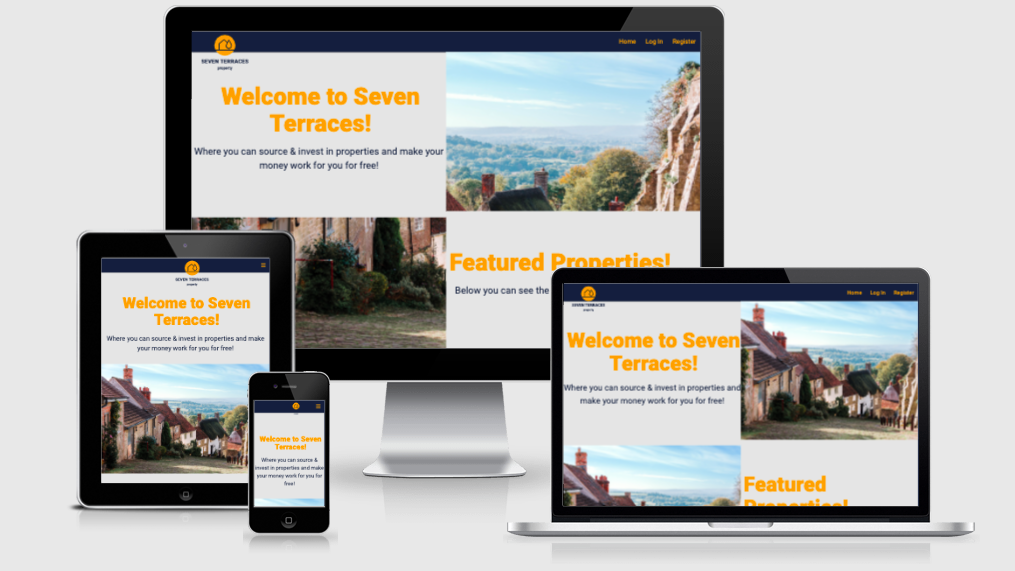 Home Log In Register
SEVEN TERRACES
property
Welcome to Seven
Terraces!
Where you can source & invest in properties and make your
money work for you for free!
Featured Properties!
Below you can see the
SEVEN TERRACES
property
Welcome to Seven
Terraces!
Where you can source & invest in properties and make
your money work for you for free!
Welcome to Seven
Terraces!
Where you can source &
invest in properties and make
your money work for you for
free!
Home Log In Register
SEVEN TERRACES
property
Welcome to Seven
Terraces!
Where you can source & invest in properties and
make your money work for you for free!
Featured
Properties!